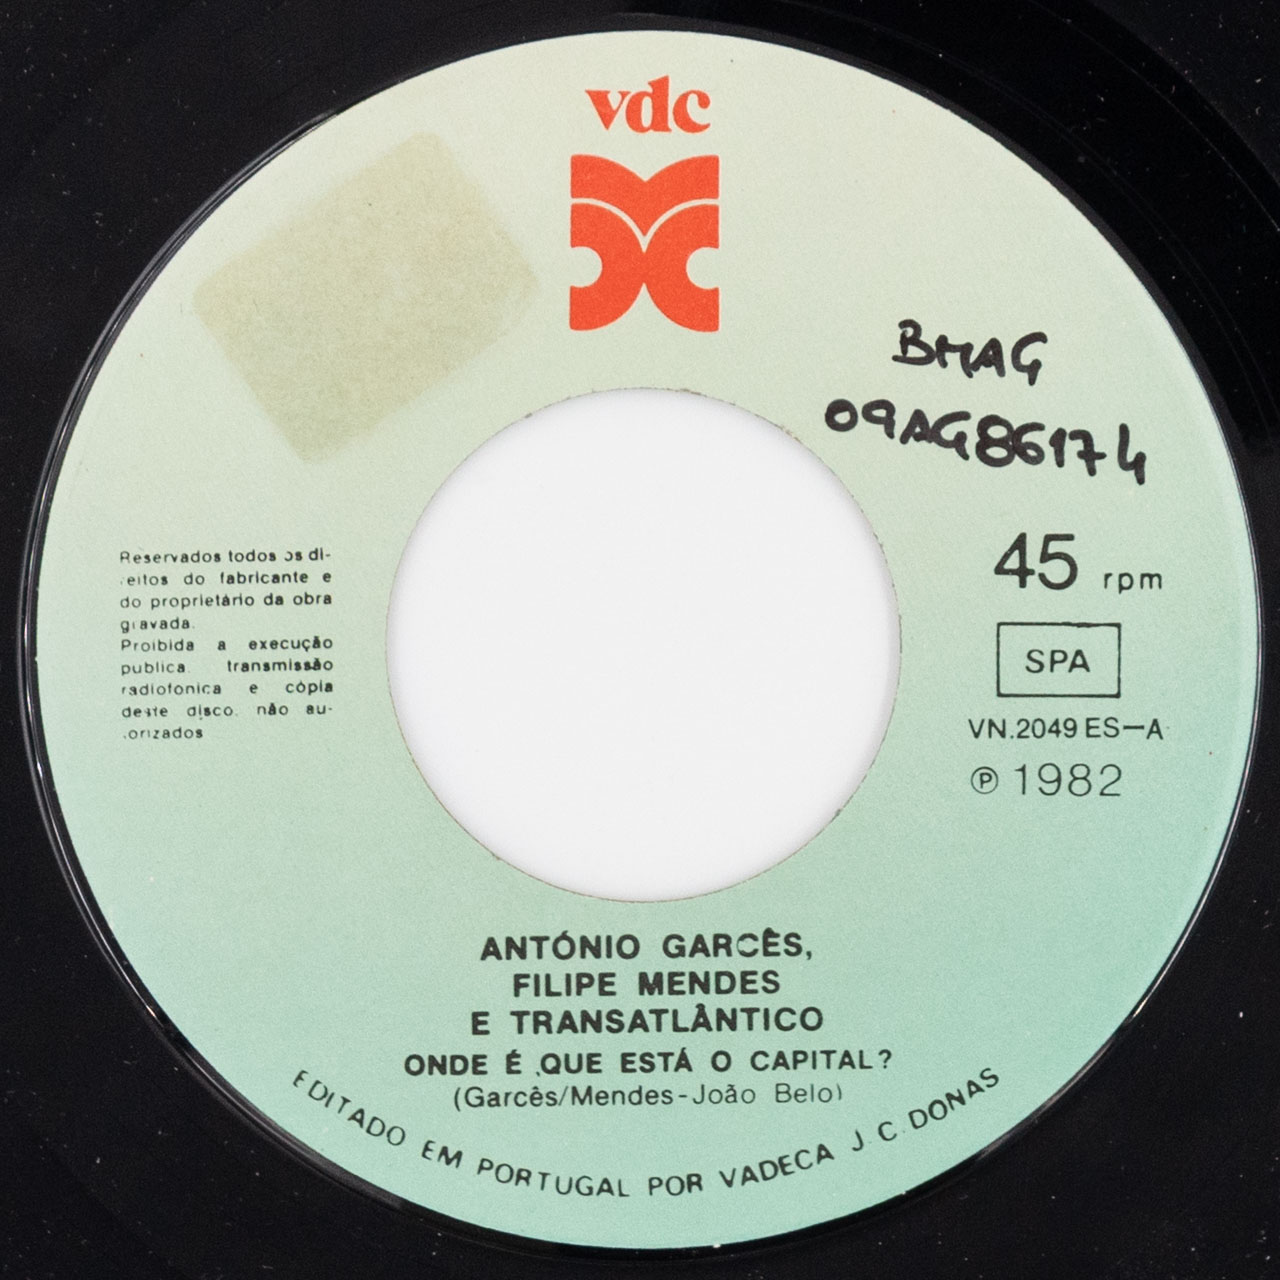 vdc
BMAG
09AG86174
Reservados todos os di-
reitos do fabricante e
do proprietário da obra
gravada.
Proibida a execução
publica. transmissão
radiofonica e cópia
deste disco. não au-
torizados
45 rpm
SPA
VN.2049 ES—A
℗ 1982
ANTÓNIO GARCÊS,
FILIPE MENDES
E TRANSATLÂNTICO
ONDE É QUE ESTÁ O CAPITAL?
(Garcês/Mendes-João Belo)
EDITADO EM PORTUGAL POR VADECA J.C.DONAS